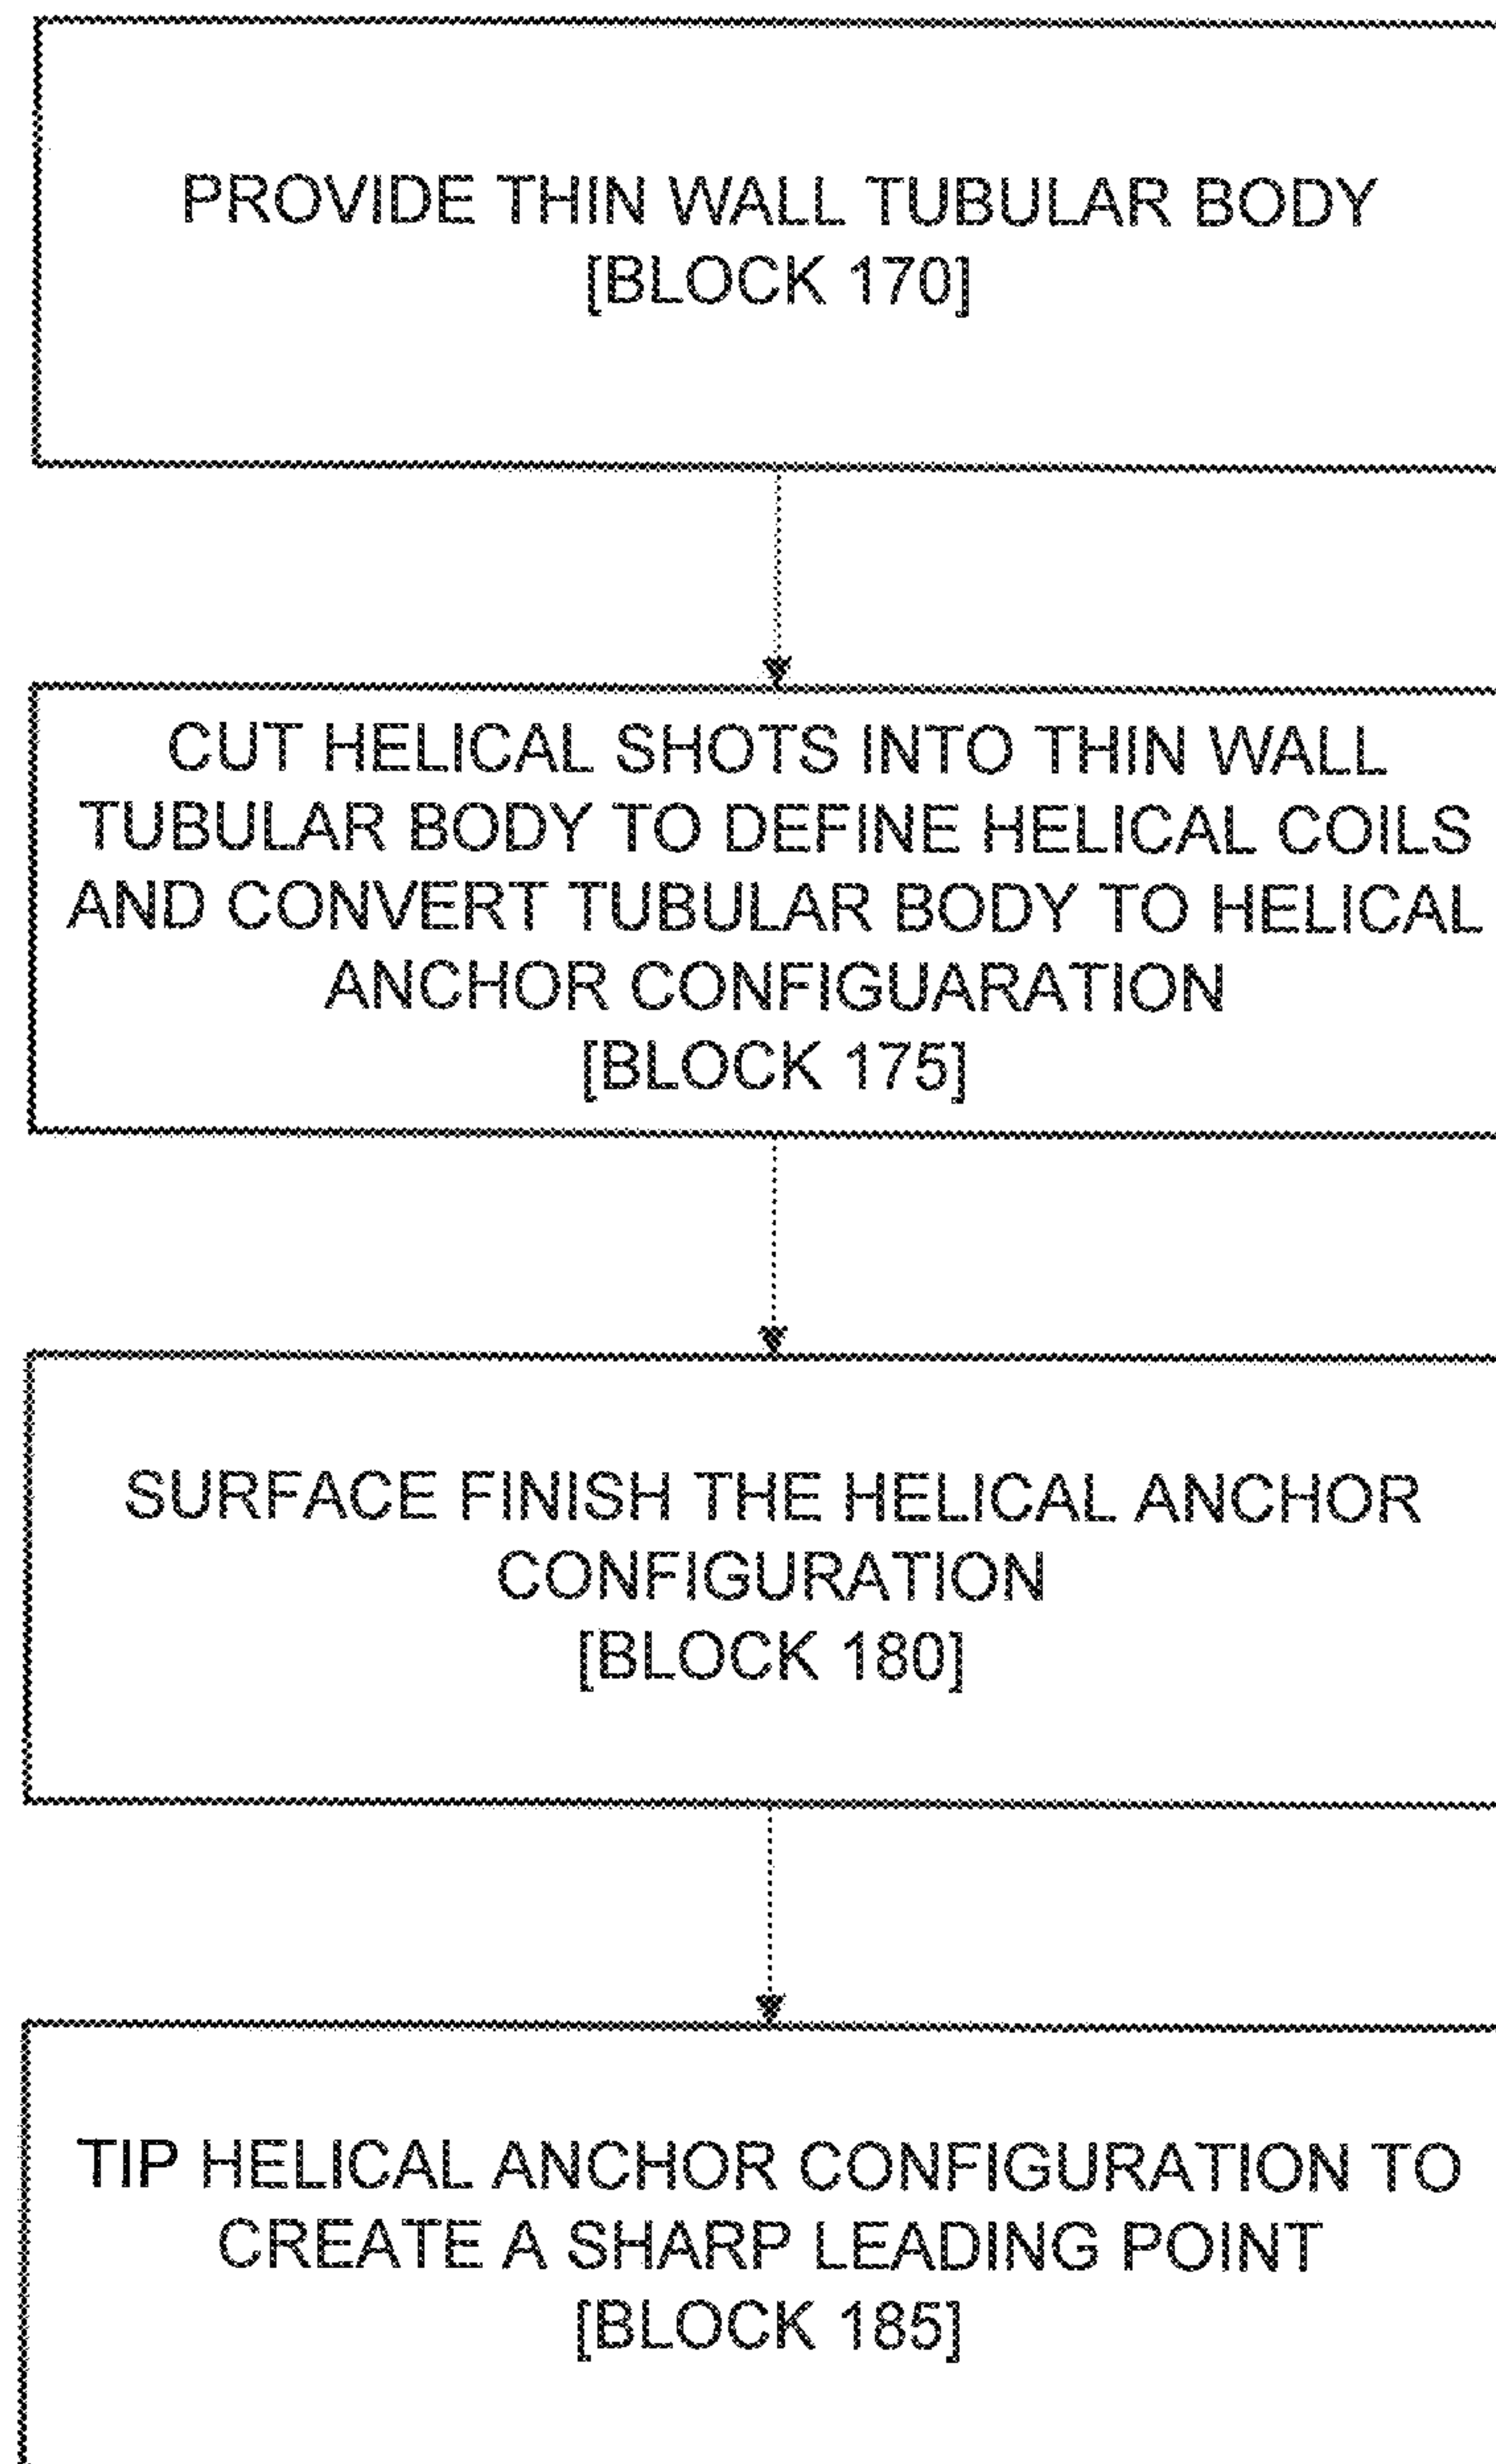 PROVIDE THIN WALL TUBULAR BODY
[BLOCK 170]
CUT HELICAL SHOTS INTO THIN WALL
TUBULAR BODY TO DEFINE HELICAL COILS
AND CONVERT TUBULAR BODY TO HELICAL
ANCHOR CONFIGUARATION
[BLOCK 175]
SURFACE FINISH THE HELICAL ANCHOR
CONFIGURATION
[BLOCK 180]
TIP HELICAL ANCHOR CONFIGURATION TO
CREATE A SHARP LEADING POINT
[BLOCK 185]